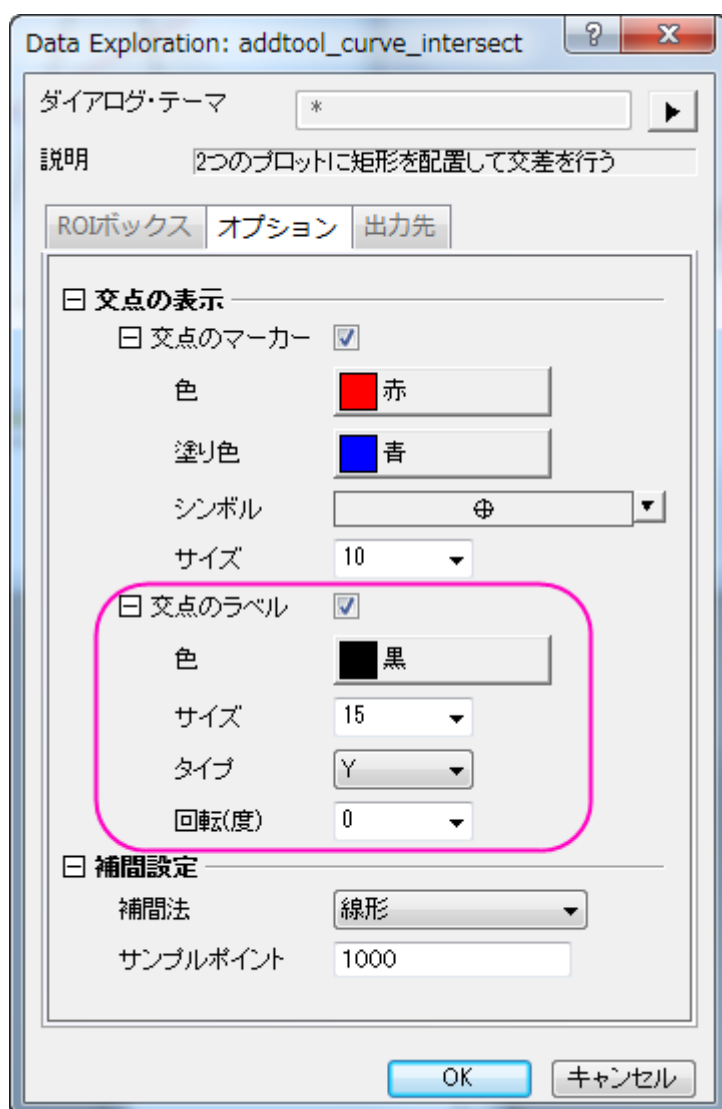 Data Exploration: addtool_curve_intersect
ダイアログ・テーマ *
説明 2つのプロットに矩形を配置して交差を行う
ROIボックス オプション 出力先
交点の表示
交点のマーカー
色 赤
塗り色 青
シンボル
サイズ 10
交点のラベル
色 黒
サイズ 15
タイプ Y
回転(度) 0
補間設定
補間法 線形
サンプルポイント 1000
OK キャンセル